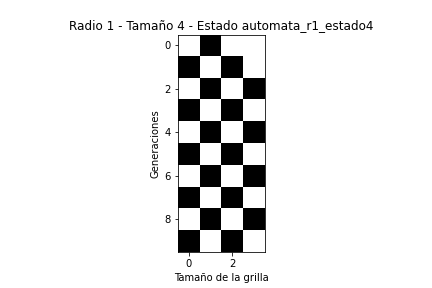 Radio 1 - Tamaño 4 - Estado automata_r1_estado4
0
2
4
6
8
Generaciones
0 2
Tamaño de la grilla